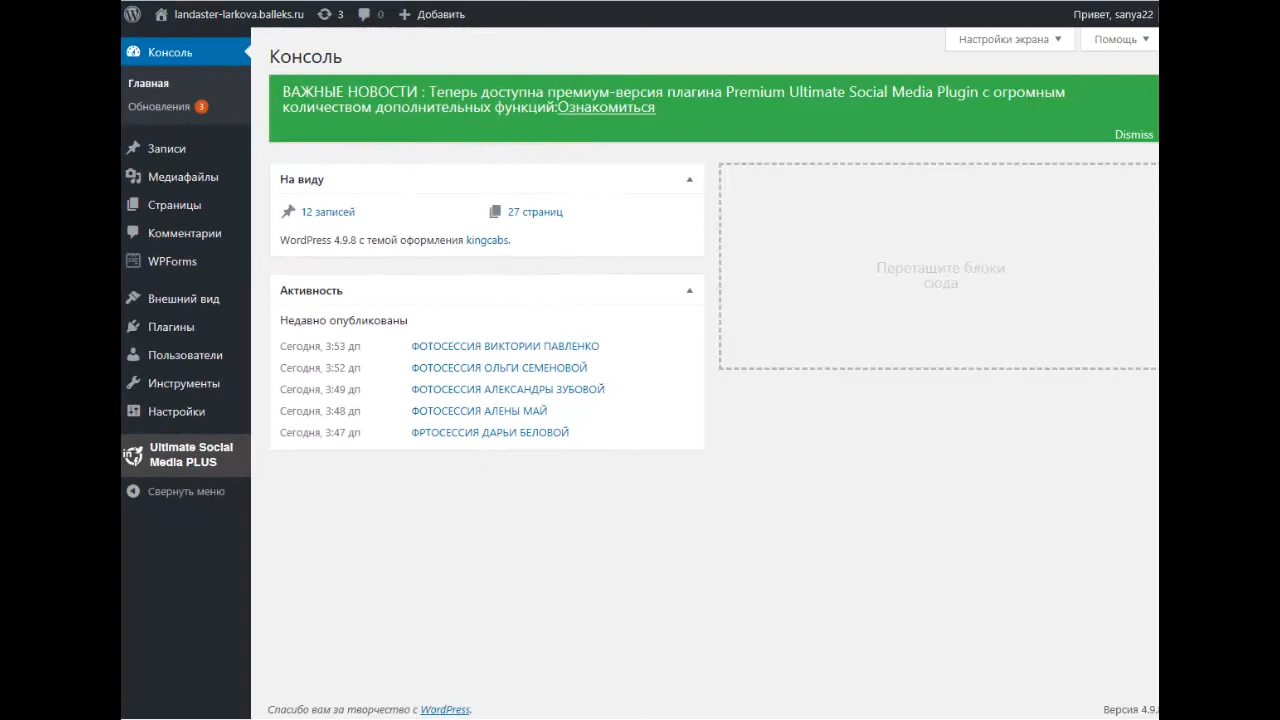 landaster-larkova.balleks.ru 3 0 Добавить Привет, sanya22
Настройки экрана Помощь
Консоль
Главная
Обновления 3
Записи
Медиафайлы
Страницы
Комментарии
WPForms
Внешний вид
Плагины
Пользователи
Инструменты
Настройки
Ultimate Social
Media PLUS
Свернуть меню
Консоль
ВАЖНЫЕ НОВОСТИ : Теперь доступна премиум-версия плагина Premium Ultimate Social Media Plugin с огромным
количеством дополнительных функций:Ознакомиться
Dismiss
На виду
12 записей 27 страниц
WordPress 4.9.8 с темой оформления kingcabs.
Активность
Недавно опубликованы
Сегодня, 3:53 дп ФОТОСЕССИЯ ВИКТОРИИ ПАВЛЕНКО
Сегодня, 3:52 дп ФОТОСЕССИЯ ОЛЬГИ СЕМЕНОВОЙ
Сегодня, 3:49 дп ФОТОСЕССИЯ АЛЕКСАНДРЫ ЗУБОВОЙ
Сегодня, 3:48 дп ФОТОСЕССИЯ АЛЕНЫ МАЙ
Сегодня, 3:47 дп ФРТОСЕССИЯ ДАРЬИ БЕЛОВОЙ
Перетащите блоки
сюда
Спасибо вам за творчество с WordPress.
Версия 4.9.